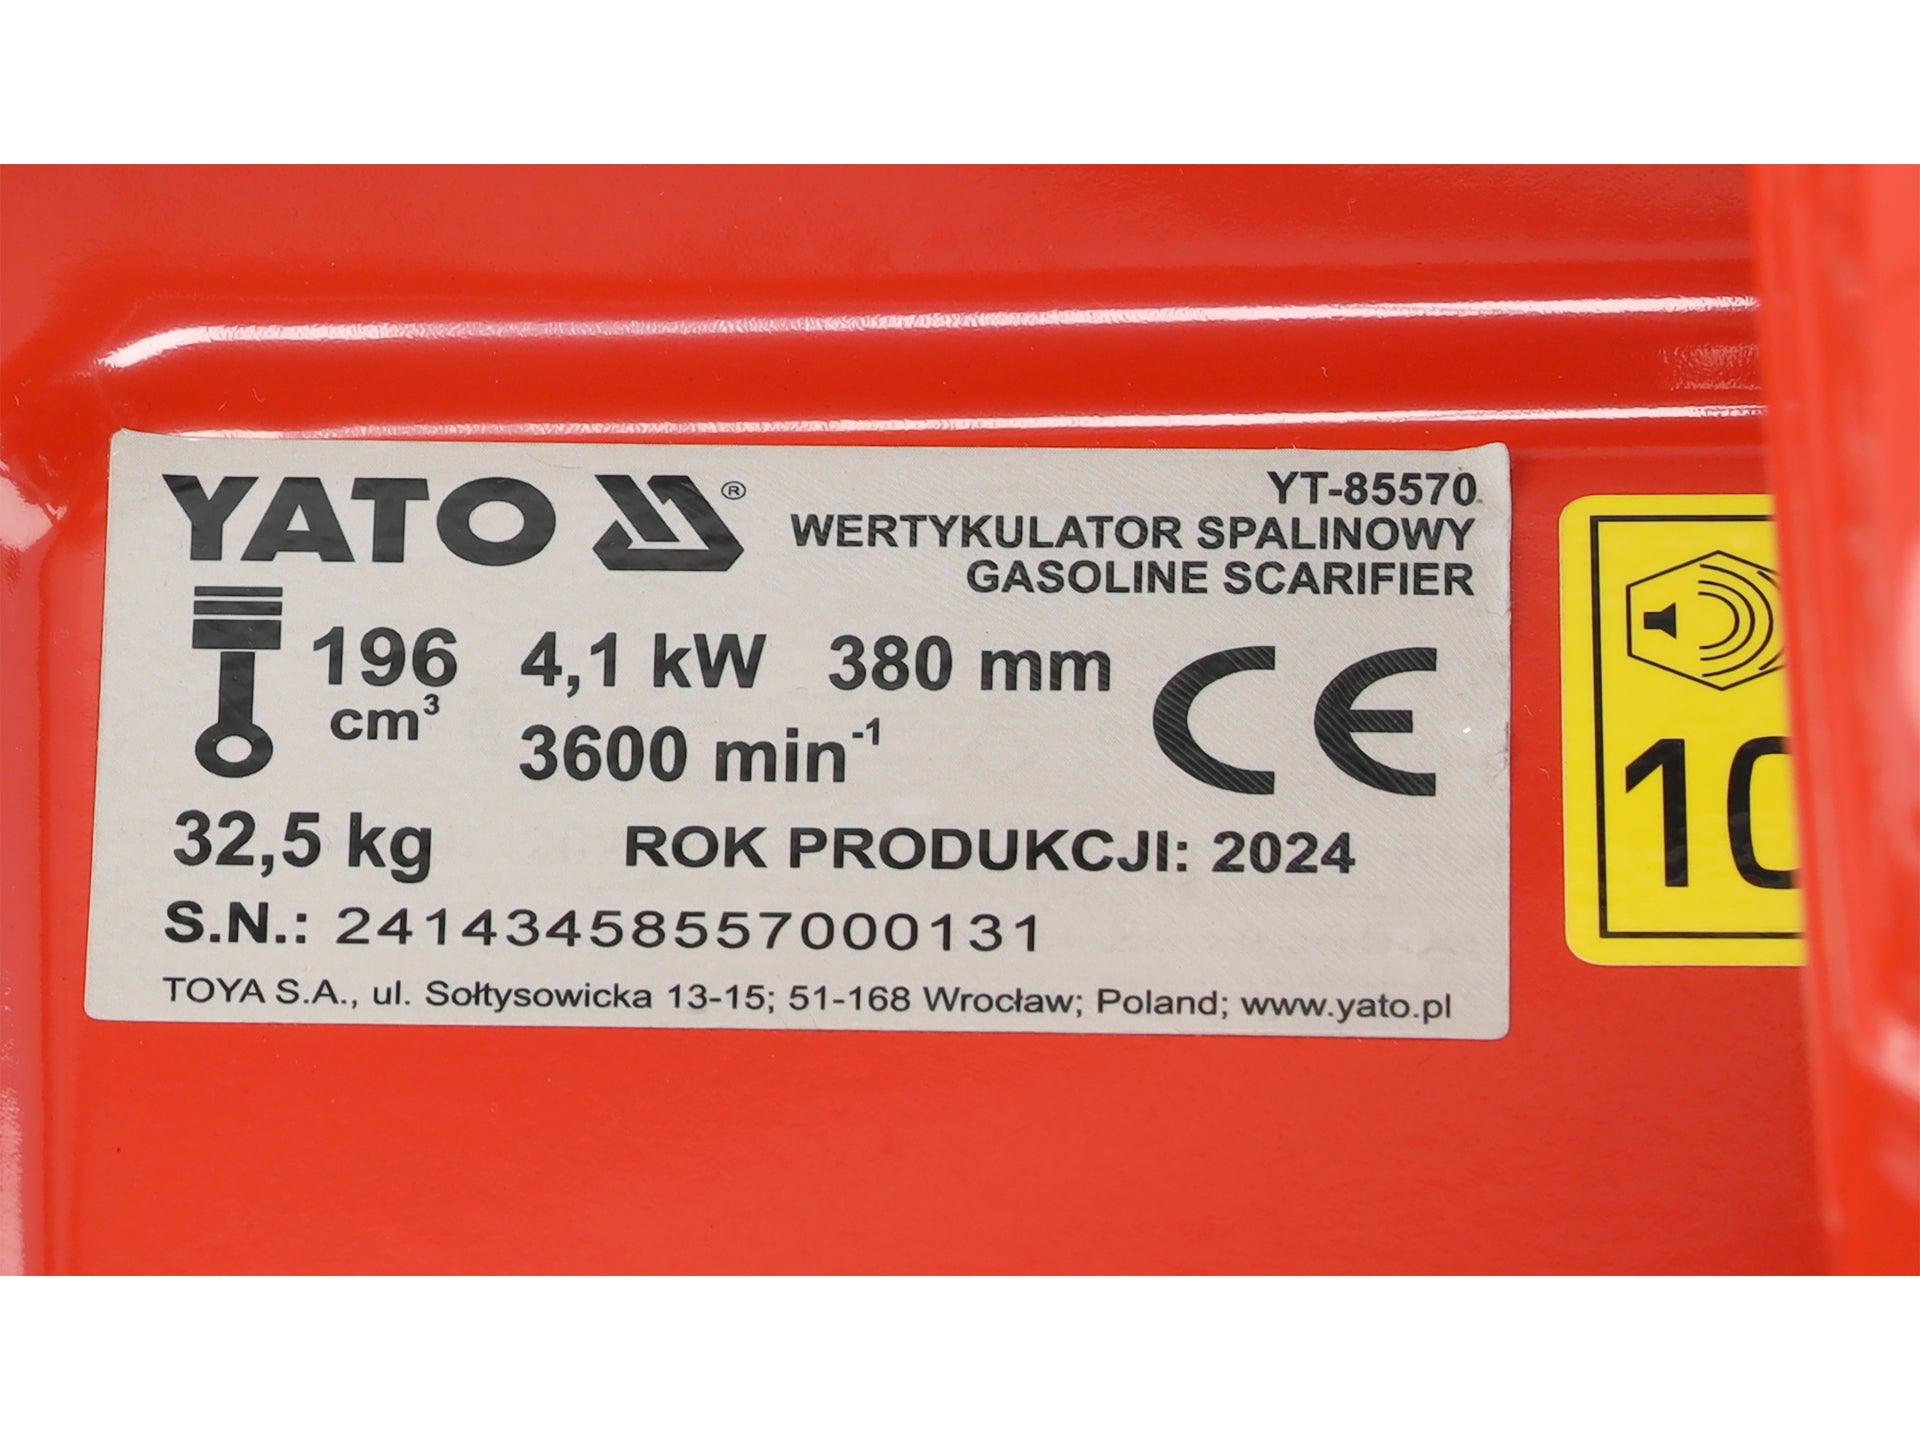 YATO ®
YT-85570
WERTYKULATOR SPALINOWY
GASOLINE SCARIFIER
196 cm³
4,1 kW 380 mm
3600 min⁻¹
CE
32,5 kg
ROK PRODUKCJI: 2024
S.N.: 241434585557000131
TOYA S.A., ul. Sołtysowicka 13-15; 51-168 Wrocław; Poland; www.yato.pl